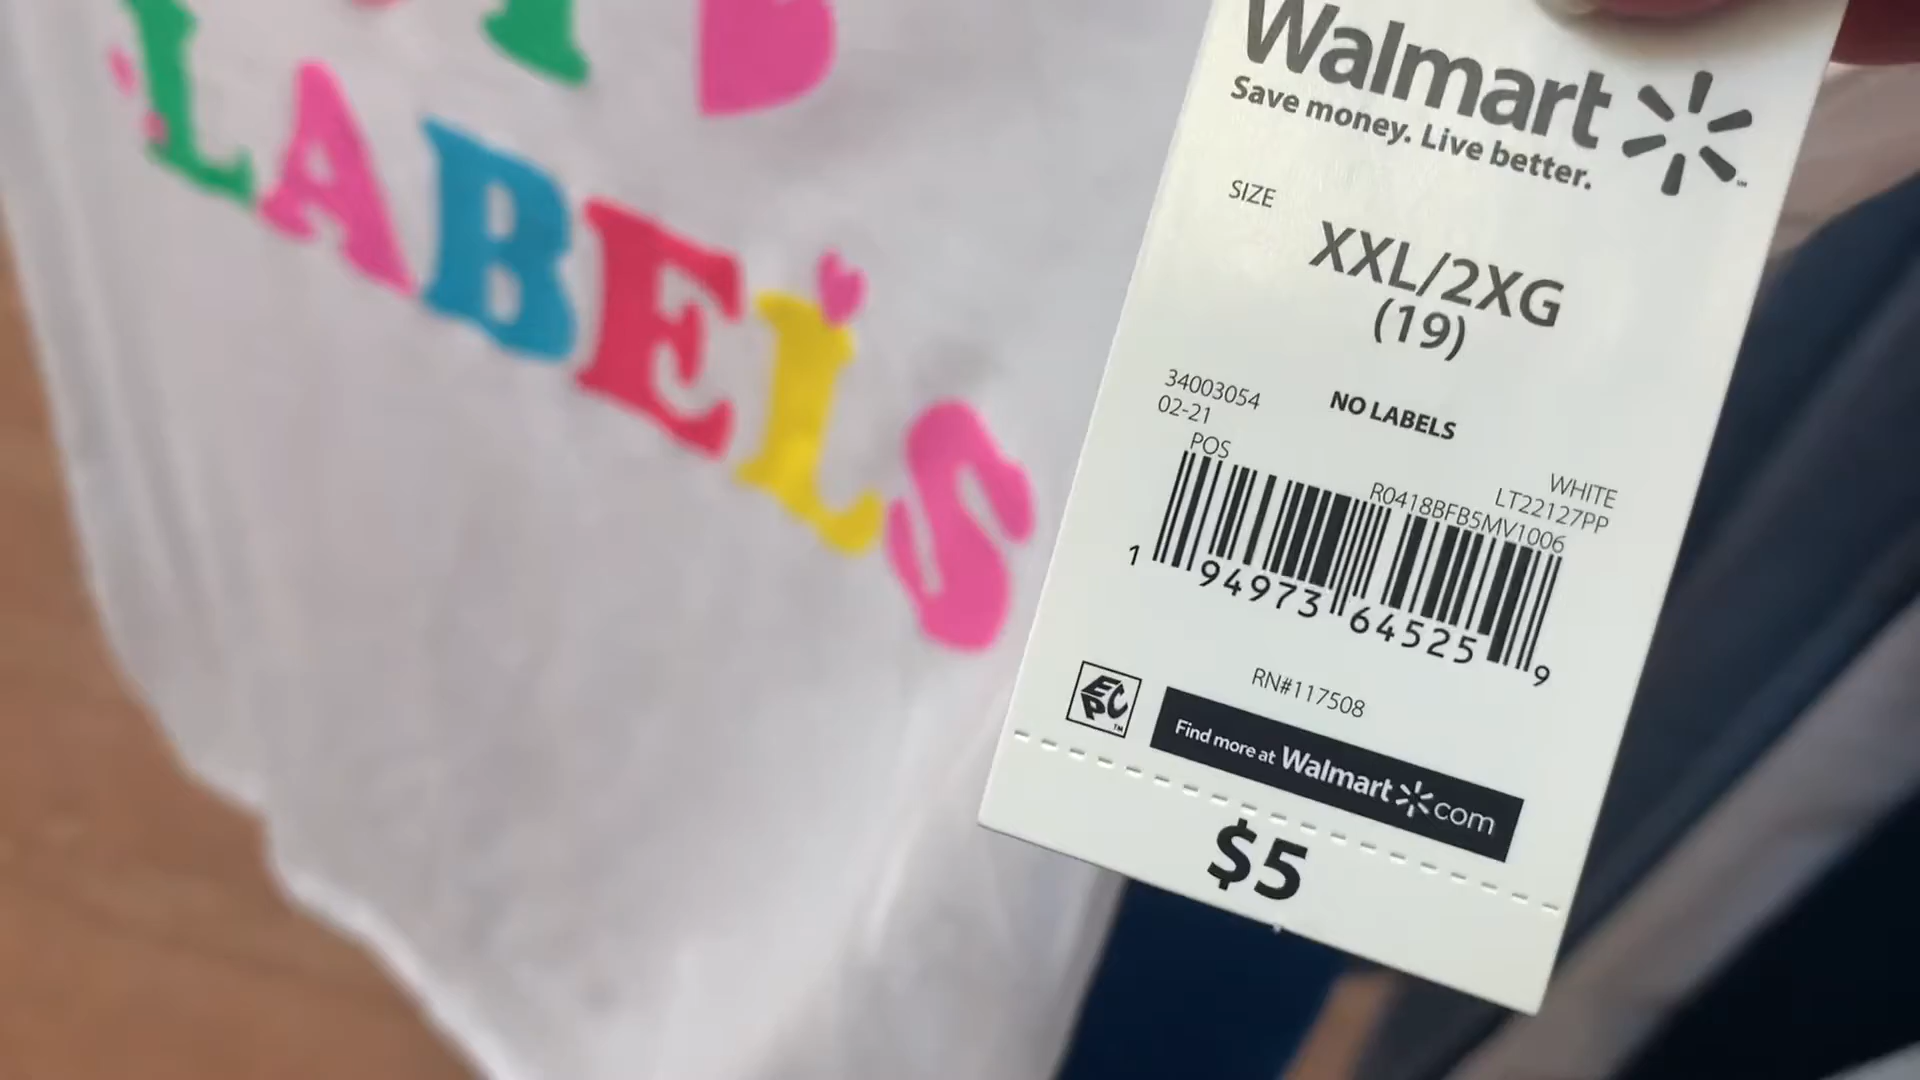 LABELS
Walmart
Save money. Live better.
SIZE
XXL/2XG
(19)
34003054
02-21
NO LABELS
POS
WHITE
LT22127PP
R0418BFB5MV1006
1 94973 64525 9
RN#117508
EPC
Find more at Walmart com
$5